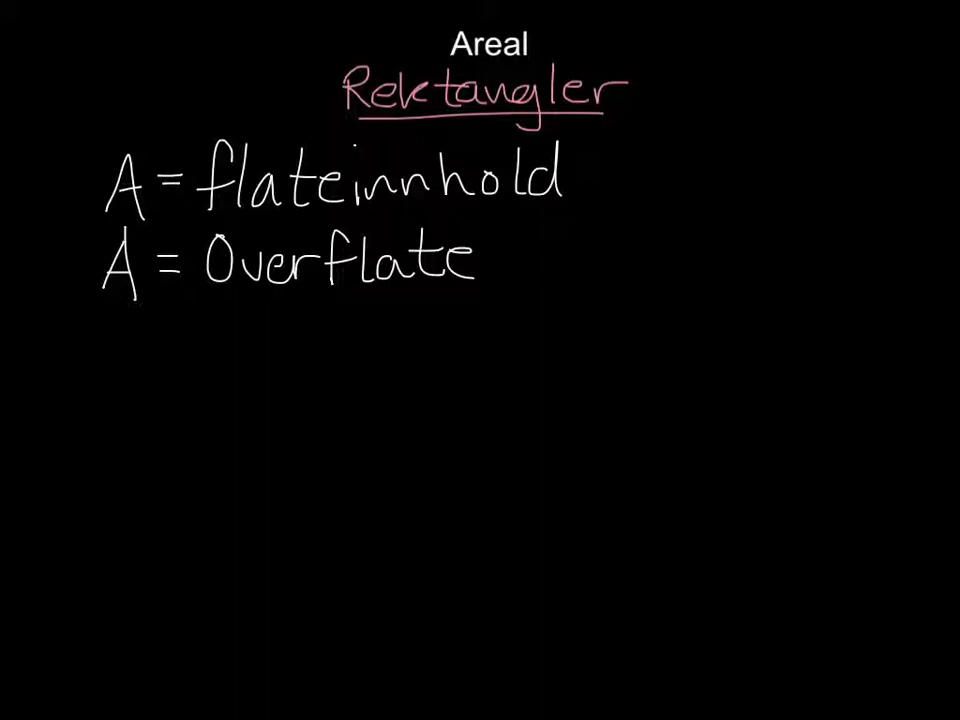 Areal
Rektangler
A = flateinnhold
A = Overflate